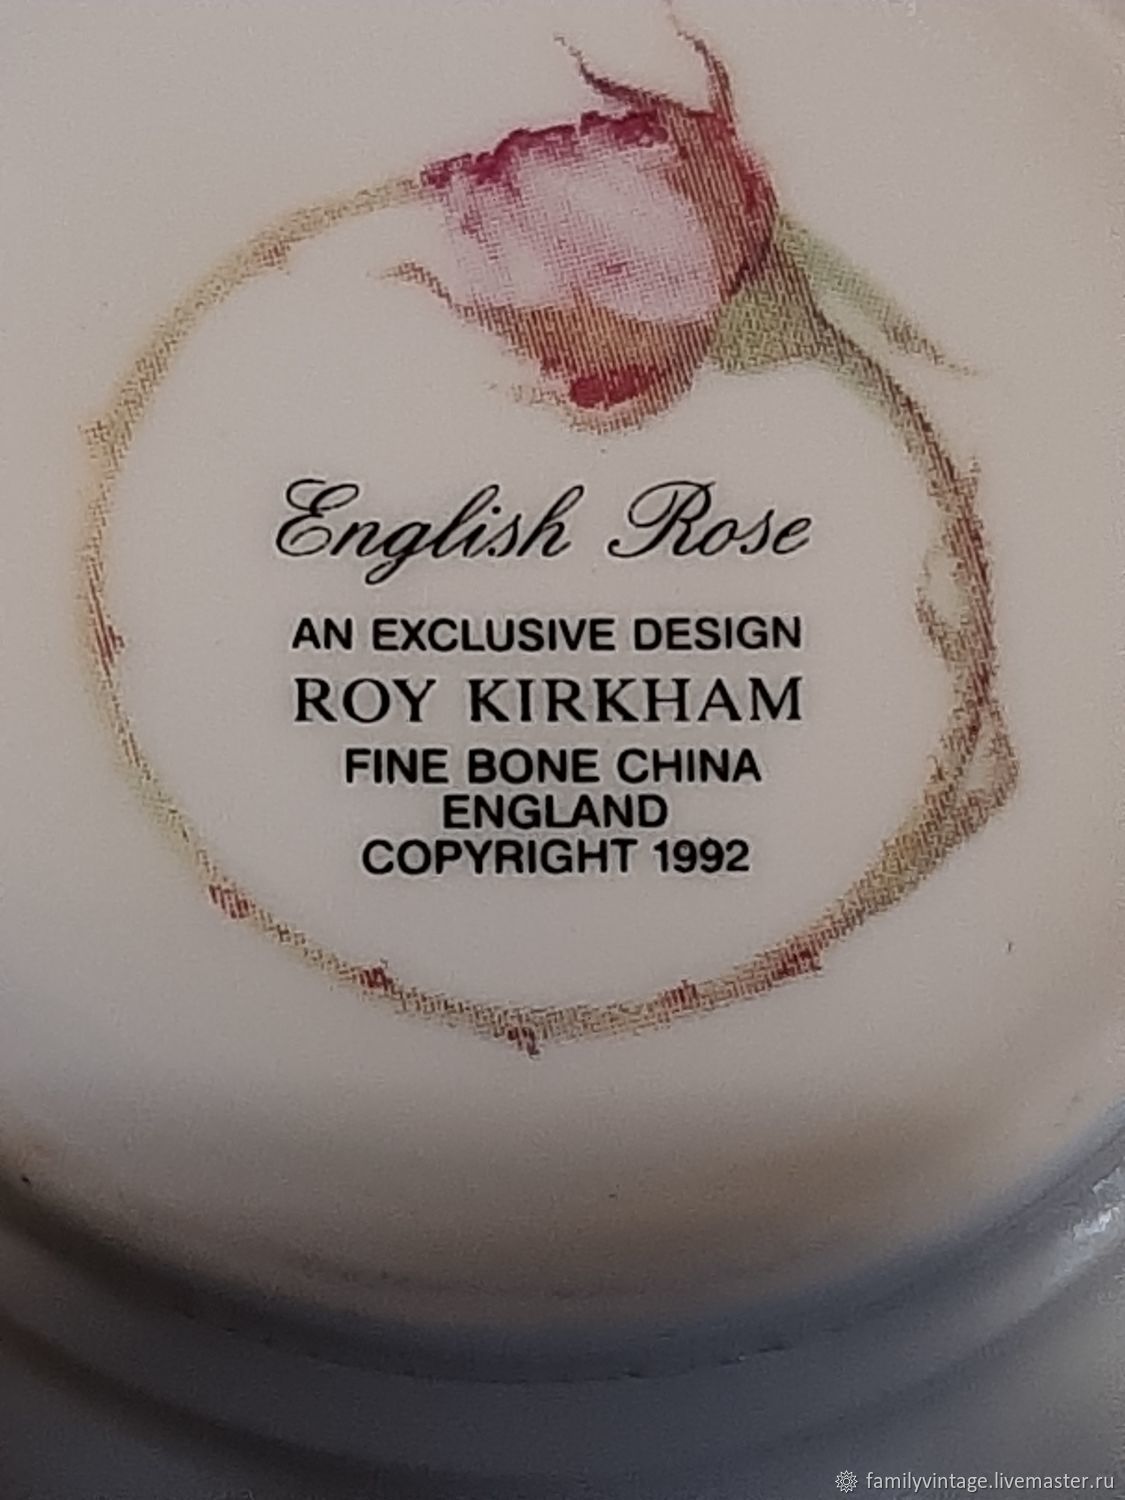 English Rose
AN EXCLUSIVE DESIGN
ROY KIRKHAM
FINE BONE CHINA
ENGLAND
COPYRIGHT 1992
familyvintage.livemaster.ru